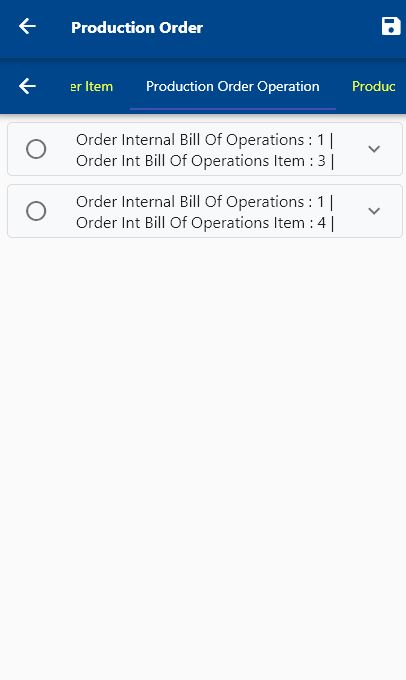 Production Order
er Item Production Order Operation Produc
Order Internal Bill Of Operations : 1 |
Order Int Bill Of Operations Item : 3 |
Order Internal Bill Of Operations : 1 |
Order Int Bill Of Operations Item : 4 |